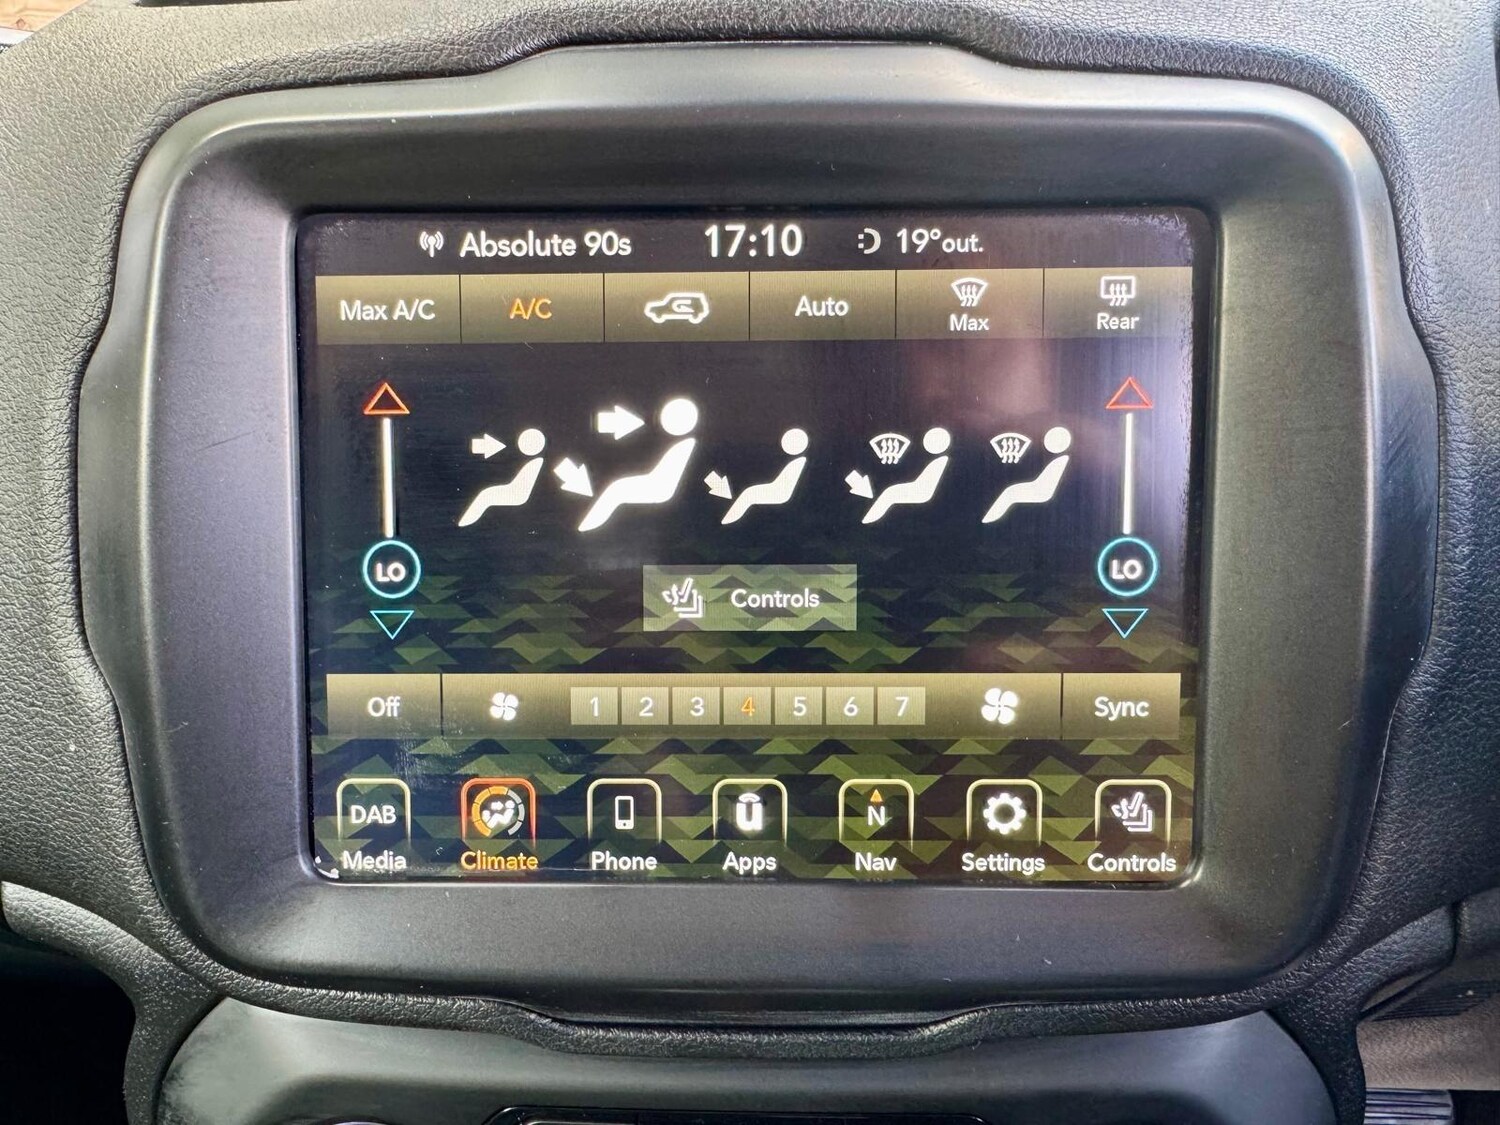 Absolute 90s 17:10 19°out.
Max A/C A/C Auto Max Rear
LO LO
Controls
Off 1 2 3 4 5 6 7 Sync
DAB u N
Media Climate Phone Apps Nav Settings Controls